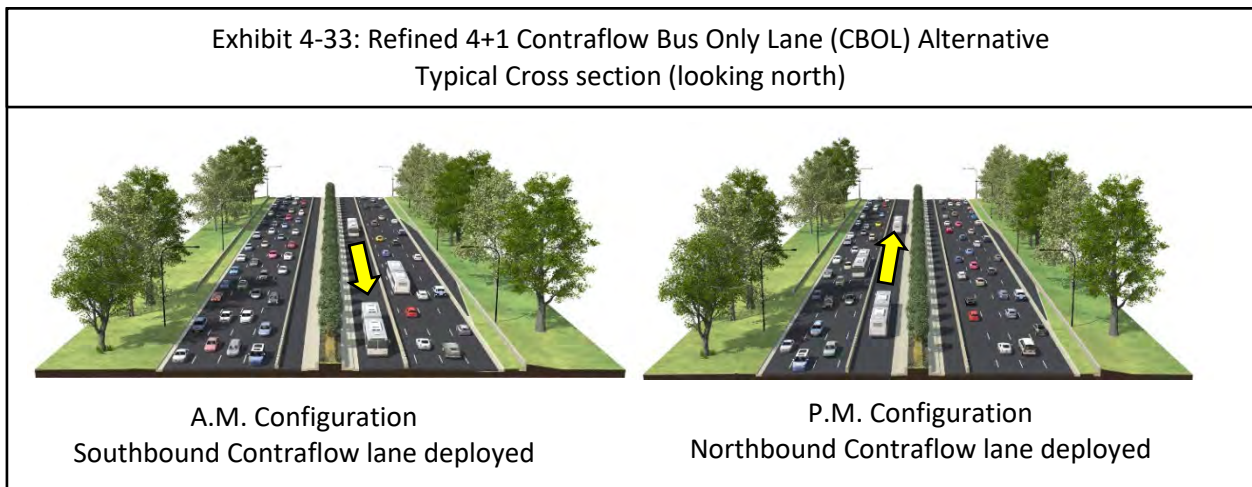 Exhibit 4-33: Refined 4+1 Contraflow Bus Only Lane (CBOL) Alternative
Typical Cross section (looking north)
A.M. Configuration
Southbound Contraflow lane deployed
P.M. Configuration
Northbound Contraflow lane deployed